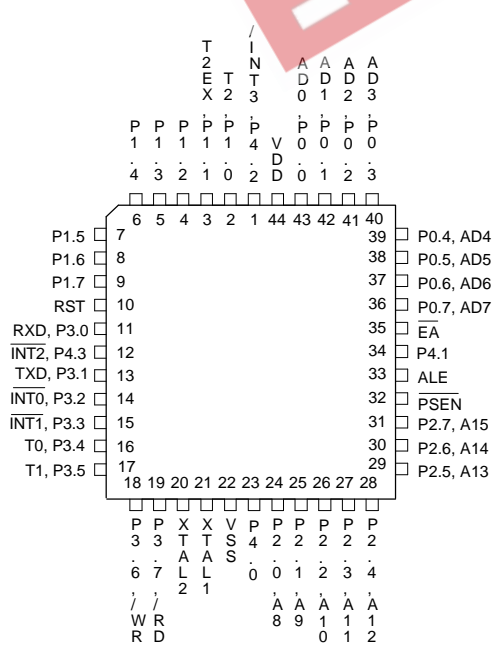 P1.4
P1.3
P1.2
T2EX,P1.1
T2,P1.0
/INT3,P4.2
VDD
AD0,P0.0
AD1,P0.1
AD2,P0.2
AD3,P0.3
6 5 4 3 2 1 44 43 42 41 40
P1.5 7
P1.6 8
P1.7 9
RST 10
RXD, P3.0 11
INT2, P4.3 12
TXD, P3.1 13
INT0, P3.2 14
INT1, P3.3 15
T0, P3.4 16
T1, P3.5 17
39 P0.4, AD4
38 P0.5, AD5
37 P0.6, AD6
36 P0.7, AD7
35 EA
34 P4.1
33 ALE
32 PSEN
31 P2.7, A15
30 P2.6, A14
29 P2.5, A13
18 19 20 21 22 23 24 25 26 27 28
P3.6,/WR
P3.7,/RD
XTAL2
XTAL1
VSS
P4.0
P2.0,A8
P2.1,A9
P2.2,A10
P2.3,A11
P2.4,A12